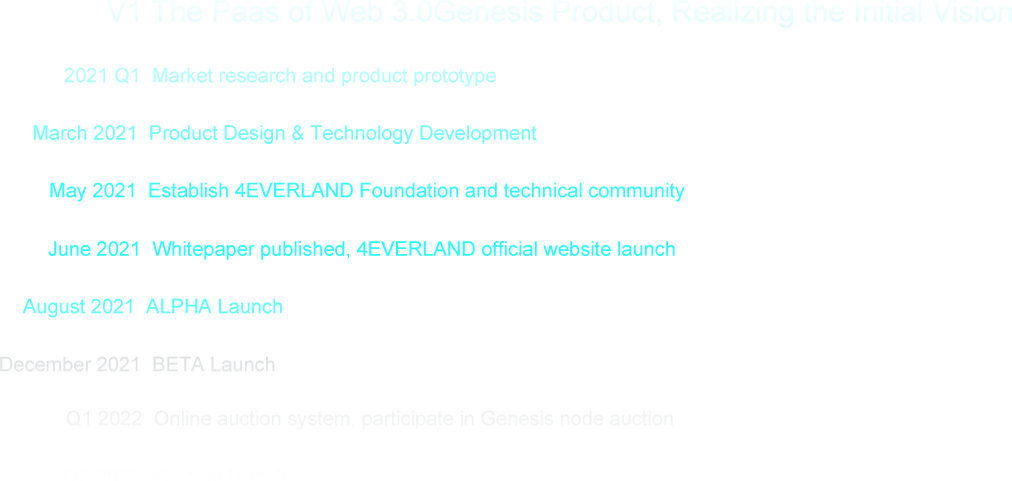 V1 The Paas of Web 3.0Genesis Product, Realizing the Initial Vision
2021 Q1 Market research and product prototype
March 2021 Product Design & Technology Development
May 2021 Establish 4EVERLAND Foundation and technical community
June 2021 Whitepaper published, 4EVERLAND official website launch
August 2021 ALPHA Launch
December 2021 BETA Launch
Q1 2022 Online auction system, participate in Genesis node auction